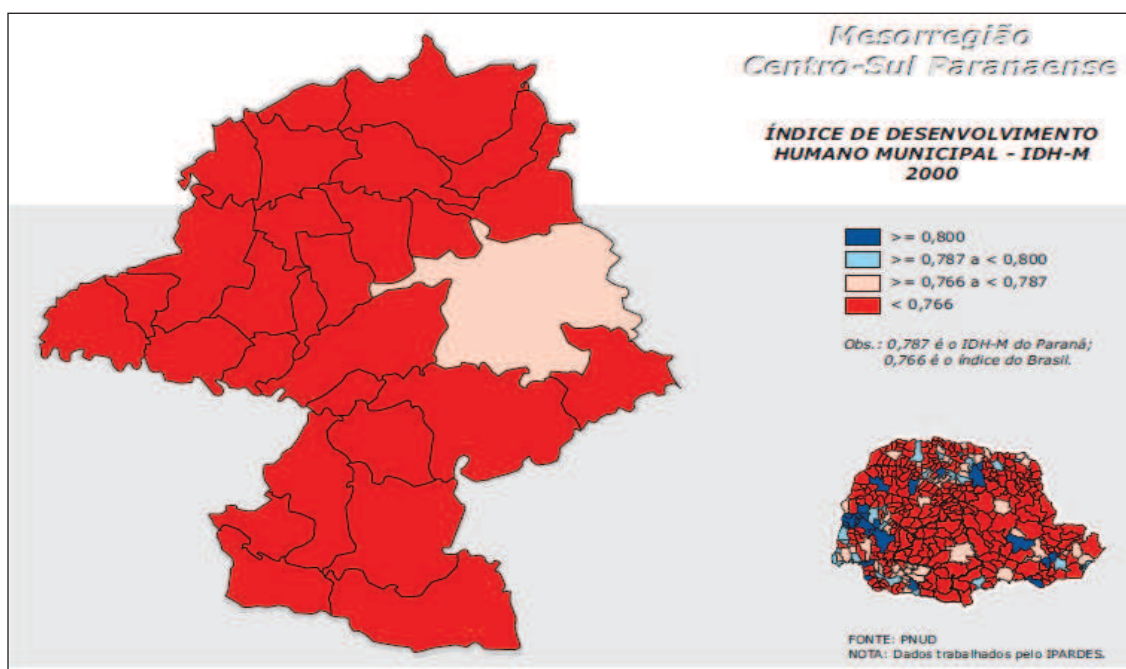 Mesorregião
Centro-Sul Paranaense
ÍNDICE DE DESENVOLVIMENTO
HUMANO MUNICIPAL - IDH-M
2000
>= 0,800
>= 0,787 a < 0,800
>= 0,766 a < 0,787
< 0,766
Obs.: 0,787 é o IDH-M do Paraná;
0,766 é o índice do Brasil.
FONTE: PNUD
NOTA: Dados trabalhados pelo IPARDES.